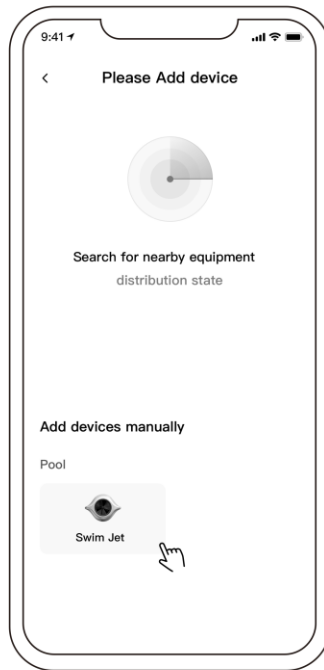 9:41
Please Add device
Search for nearby equipment
distribution state
Add devices manually
Pool
Swim Jet